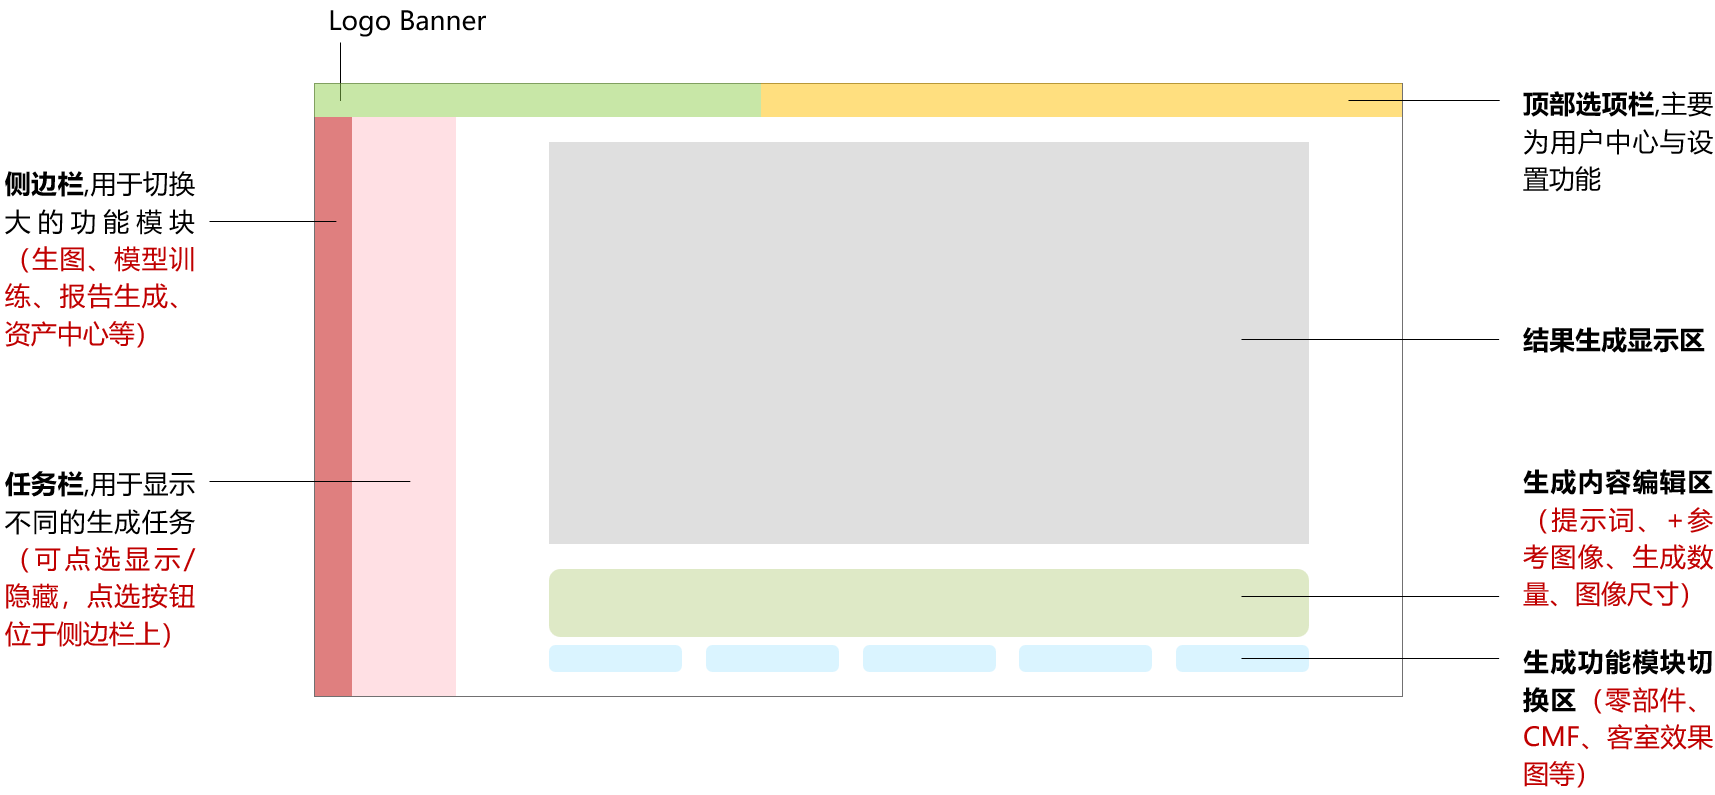 Logo Banner
侧边栏,用于切换
大的功能模块
（生图、模型训
练、报告生成、
资产中心等）
任务栏,用于显示
不同的生成任务
（可点选显示/
隐藏，点选按钮
位于侧边栏上）
顶部选项栏,主要
为用户中心与设
置功能
结果生成显示区
生成内容编辑区
（提示词、+参
考图像、生成数
量、图像尺寸）
生成功能模块切
换区（零部件、
CMF、客室效果
图等）